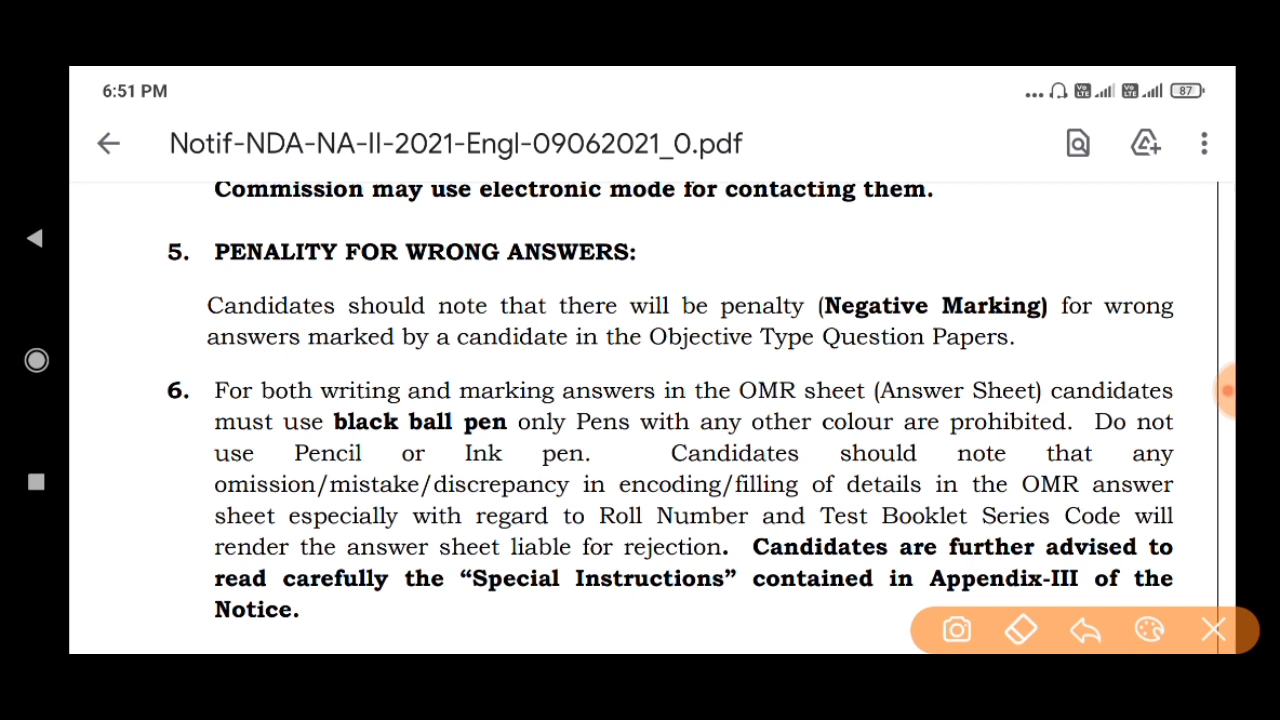 6:51 PM
... Vo LTE Vo LTE 87
Notif-NDA-NA-II-2021-Engl-09062021_0.pdf
Commission may use electronic mode for contacting them.
5. PENALITY FOR WRONG ANSWERS:
Candidates should note that there will be penalty (Negative Marking) for wrong
answers marked by a candidate in the Objective Type Question Papers.
6. For both writing and marking answers in the OMR sheet (Answer Sheet) candidates
must use black ball pen only Pens with any other colour are prohibited. Do not
use Pencil or Ink pen. Candidates should note that any
omission/mistake/discrepancy in encoding/filling of details in the OMR answer
sheet especially with regard to Roll Number and Test Booklet Series Code will
render the answer sheet liable for rejection. Candidates are further advised to
read carefully the “Special Instructions” contained in Appendix-III of the
Notice.